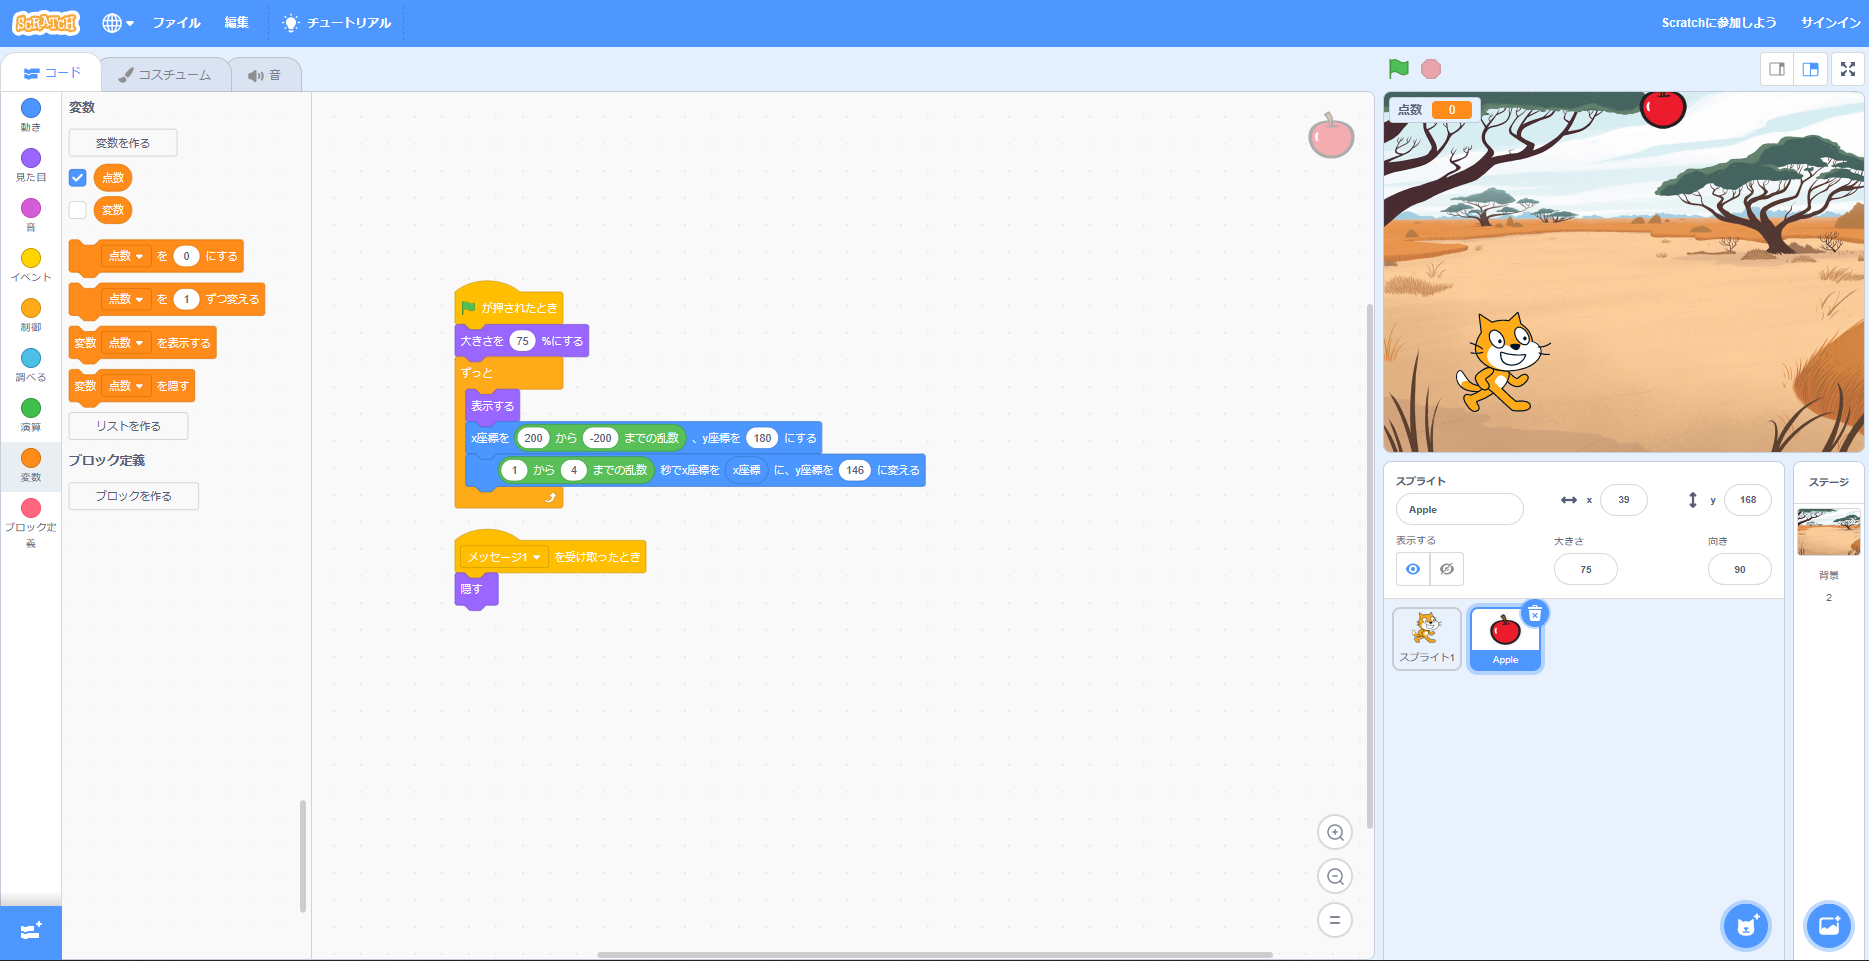 SCRATCH
ファイル
編集
チュートリアル
Scratchに参加しよう
サインイン
コード
コスチューム
音
動き
見た目
音
イベント
制御
調べる
演算
変数
ブロック定
義
変数
変数を作る
点数
変数
点数 を 0 にする
点数 を 1 ずつ変える
変数 点数 を表示する
変数 点数 を隠す
リストを作る
ブロック定義
ブロックを作る
が押されたとき
大きさを 75 %にする
ずっと
表示する
x座標を 200 から -200 までの乱数 、y座標を 180 にする
1 から 4 までの乱数 秒でx座標を x座標 に、y座標を 146 に変える
メッセージ1 を受け取ったとき
隠す
点数 0
スプライト
Apple
x 39
y 168
表示する
大きさ
75
向き
90
スプライト1
Apple
ステージ
背景
2